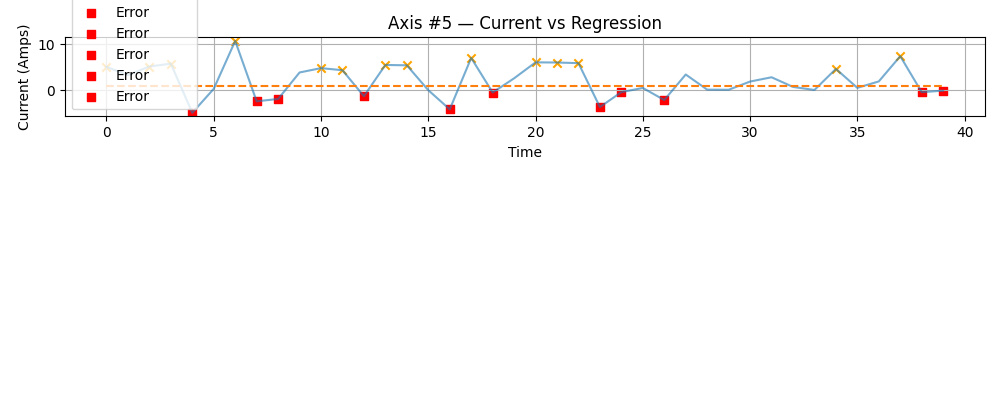 Axis #5 — Current vs Regression
Error
Error
Error
Error
Error
Current (Amps)
10
0
0 5 10 15 20 25 30 35 40
Time